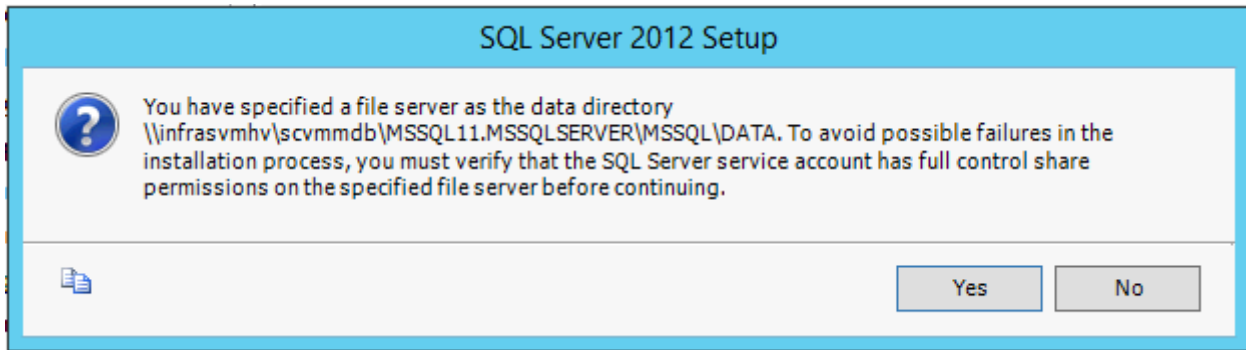 SQL Server 2012 Setup
You have specified a file server as the data directory
\\infrasvmhv\scvmmdb\MSSQL11.MSSQLSERVER\MSSQL\DATA. To avoid possible failures in the
installation process, you must verify that the SQL Server service account has full control share
permissions on the specified file server before continuing.
Yes
No